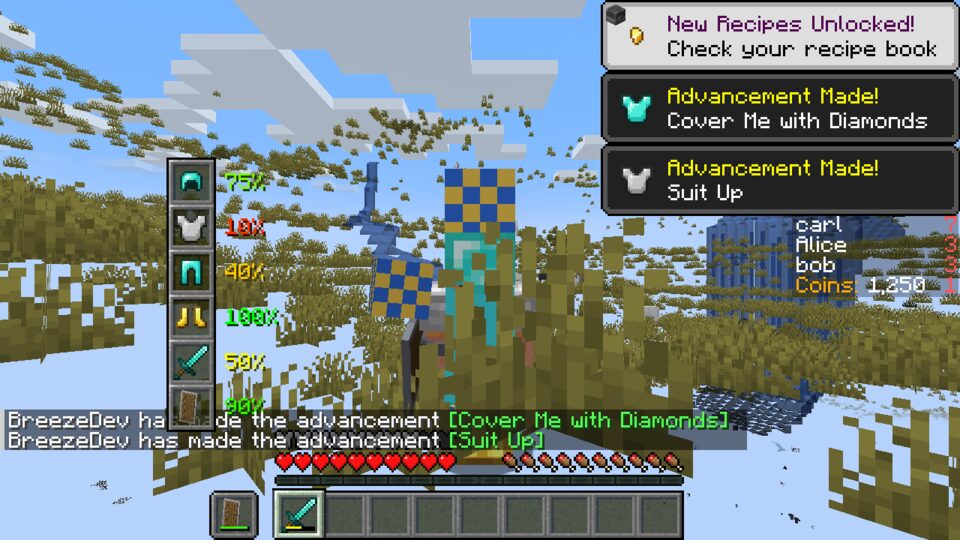 New Recipes Unlocked!
Check your recipe book
Advancement Made!
Cover Me with Diamonds
Advancement Made!
Suit Up
75%
10%
40%
100%
50%
90%
carl
Alice
bob
Coins: 1,250
BreezeDev has made the advancement [Cover Me with Diamonds]
BreezeDev has made the advancement [Suit Up]